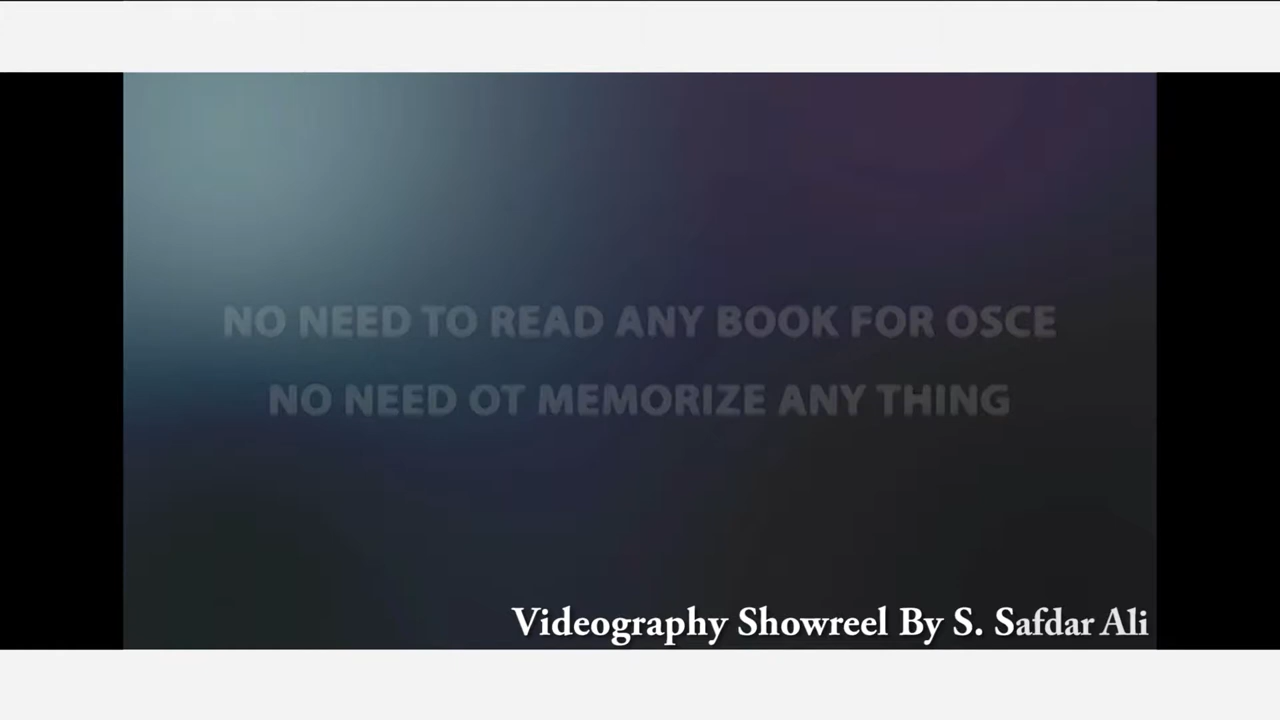 NO NEED TO READ ANY BOOK FOR OSCE
NO NEED OT MEMORIZE ANY THING
Videography Showreel By S. Safdar Ali